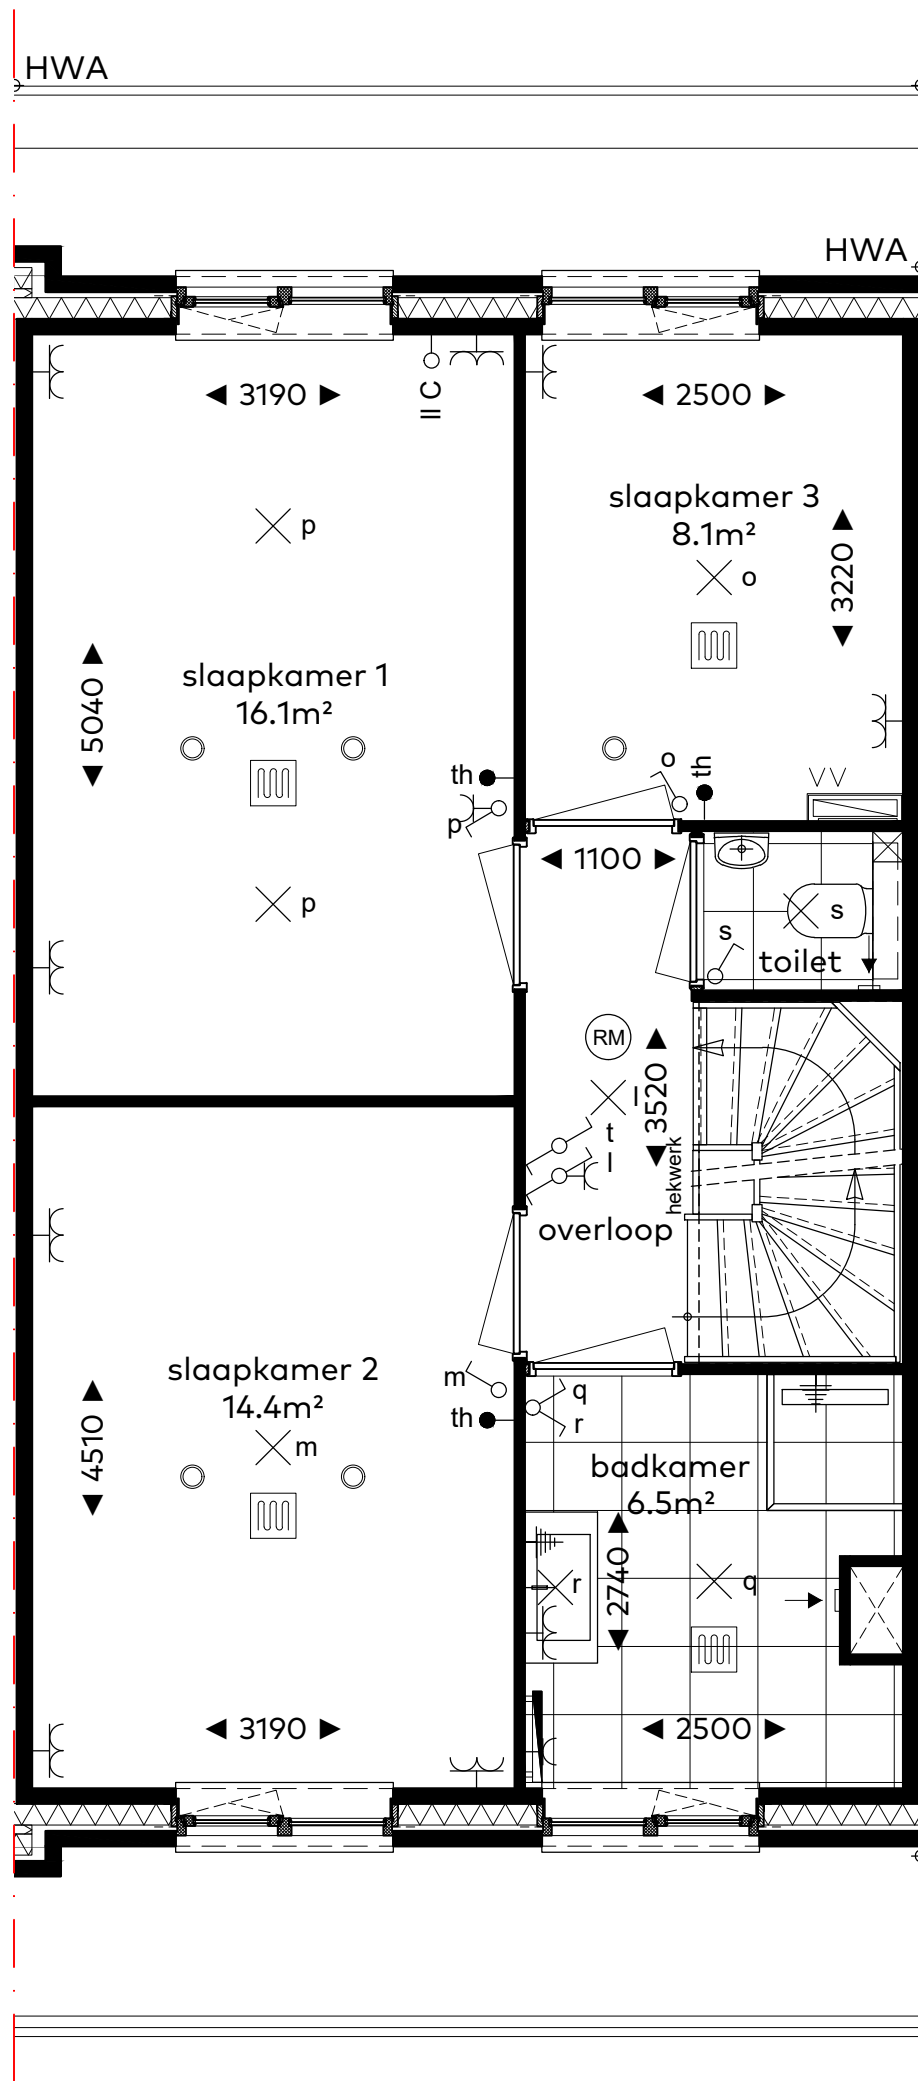 HWA
HWA
◄ 3190 ►
II C
◄ 2500 ►
slaapkamer 3
8.1m²
p
o
◄ 3220 ►
slaapkamer 1
16.1m²
◄ 5040 ►
th
p
o
th
p
◄ 1100 ►
s
s
toilet
RM
l
◄ 3520 ►
t
l
hekwerk
overloop
slaapkamer 2
14.4m²
m
th
m
◄ 4510 ►
q
r
badkamer
6.5m²
r
◄ 2740 ►
q
◄ 3190 ►
◄ 2500 ►